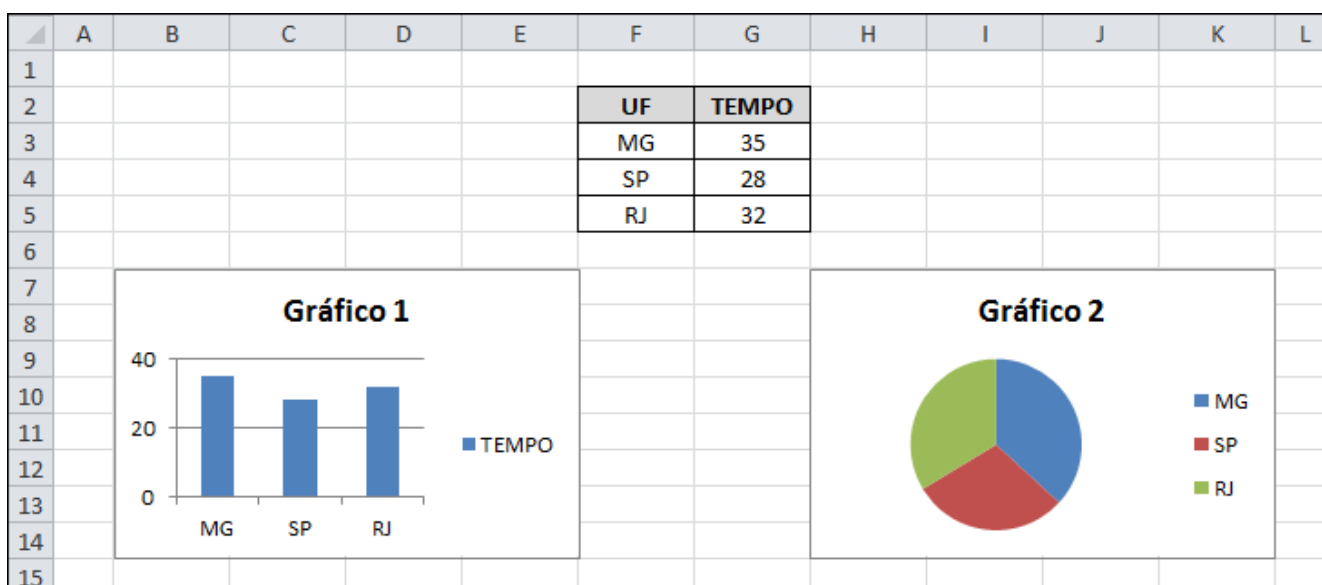 A B C D E F G H I J K L
1
2 UF TEMPO
3 MG 35
4 SP 28
5 RJ 32
6
7
8
9
10
11
12
13
14
15
Gráfico 1
40
20
0
MG SP RJ
TEMPO
Gráfico 2
MG
SP
RJ